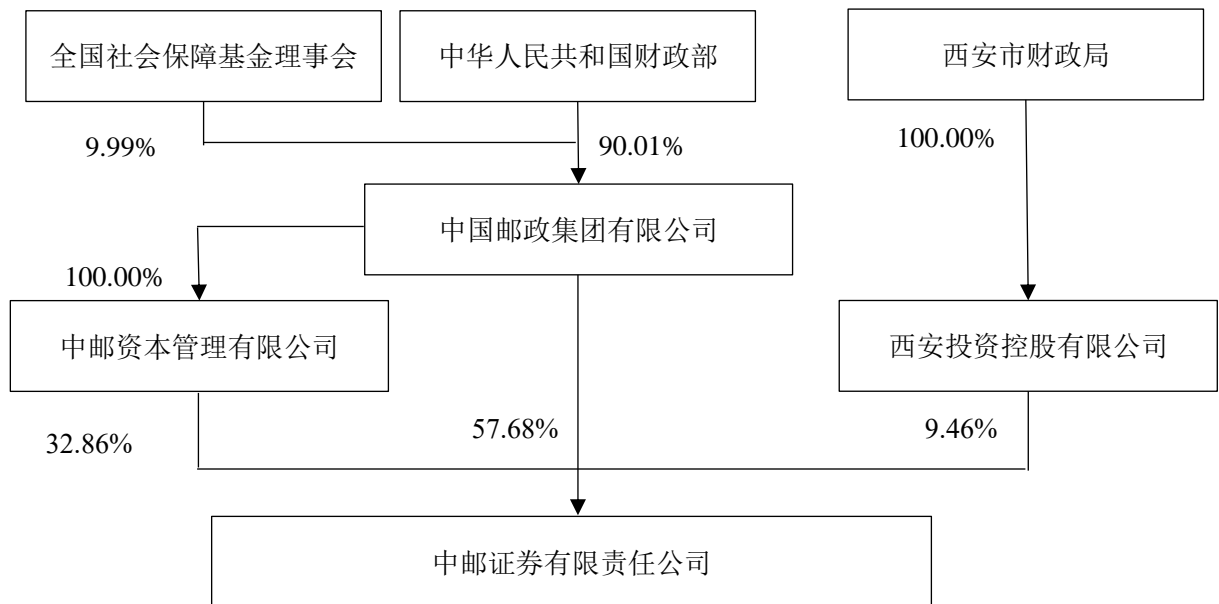 全国社会保障基金理事会
中华人民共和国财政部
西安市财政局
9.99%
90.01%
100.00%
中国邮政集团有限公司
100.00%
中邮资本管理有限公司
西安投资控股有限公司
32.86%
57.68%
9.46%
中邮证券有限责任公司